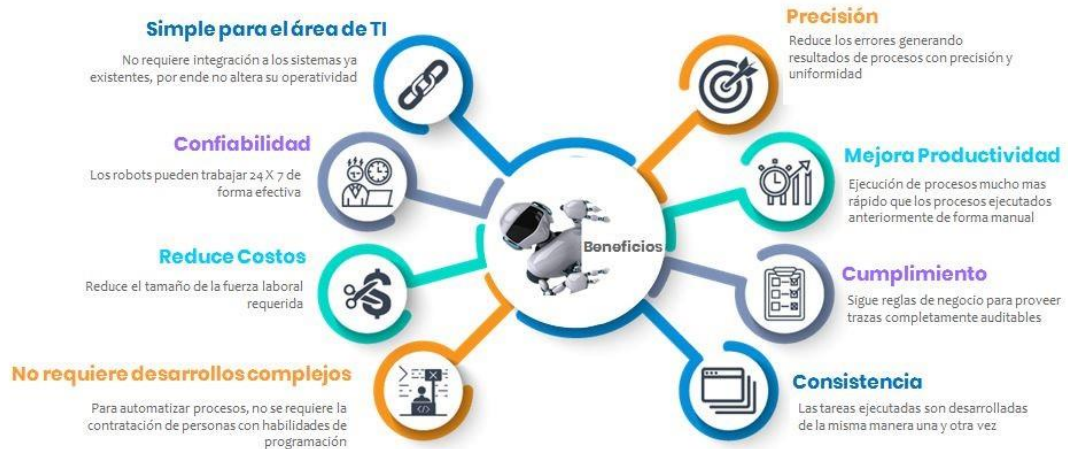 Simple para el área de TI
No requiere integración a los sistemas ya
existentes, por ende no altera su operatividad
Confiabilidad
Los robots pueden trabajar 24 X 7 de
forma efectiva
Reduce Costos
Reduce el tamaño de la fuerza laboral
requerida
No requiere desarrollos complejos
Para automatizar procesos, no se requiere la
contratación de personas con habilidades de
programación
Beneficios
Precisión
Reduce los errores generando
resultados de procesos con precisión y
uniformidad
Mejora Productividad
Ejecución de procesos mucho mas
rápido que los procesos ejecutados
anteriormente de forma manual
Cumplimiento
Sigue reglas de negocio para proveer
trazas completamente auditables
Consistencia
Las tareas ejecutadas son desarrolladas
de la misma manera una y otra vez